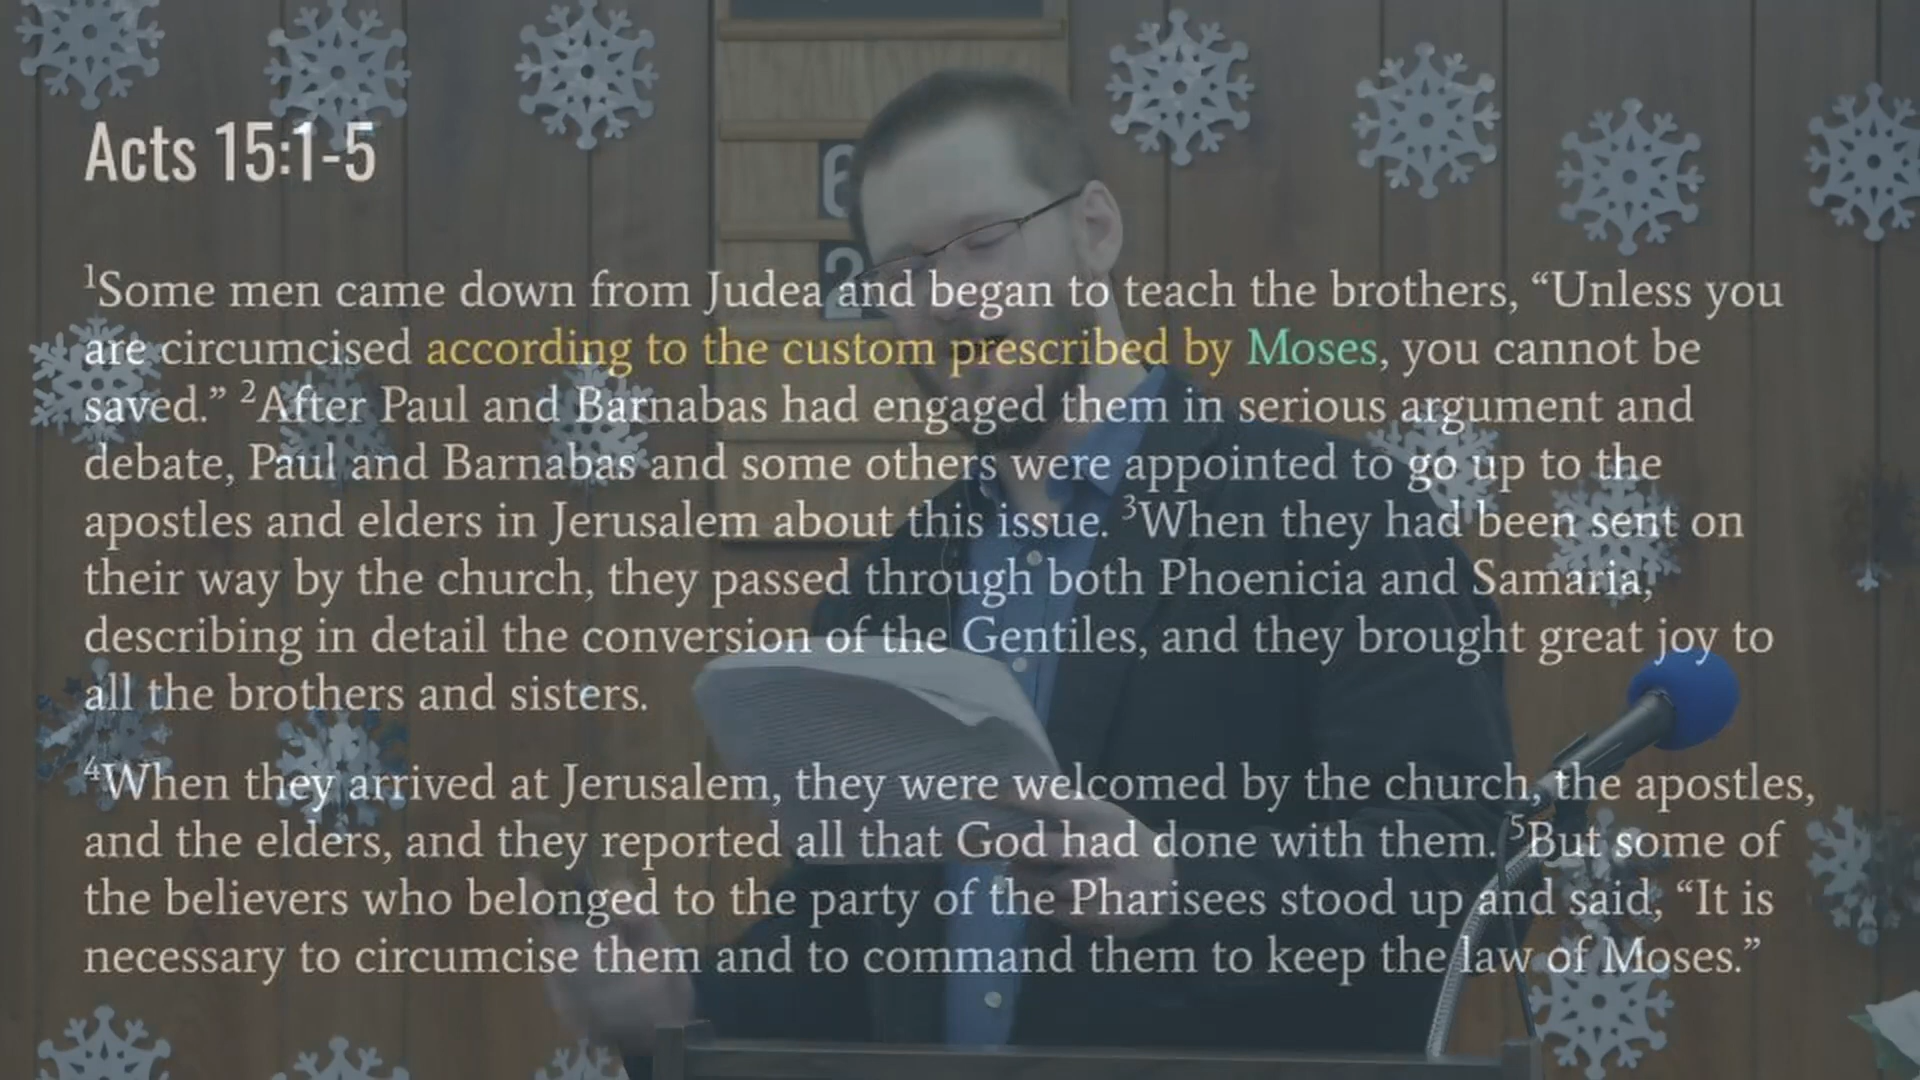 Acts 15:1-5
¹Some men came down from Judea and began to teach the brothers, “Unless you
are circumcised according to the custom prescribed by Moses, you cannot be
saved.” ²After Paul and Barnabas had engaged them in serious argument and
debate, Paul and Barnabas and some others were appointed to go up to the
apostles and elders in Jerusalem about this issue. ³When they had been sent on
their way by the church, they passed through both Phoenicia and Samaria,
describing in detail the conversion of the Gentiles, and they brought great joy to
all the brothers and sisters.
⁴When they arrived at Jerusalem, they were welcomed by the church, the apostles,
and the elders, and they reported all that God had done with them. ⁵But some of
the believers who belonged to the party of the Pharisees stood up and said, “It is
necessary to circumcise them and to command them to keep the law of Moses.”
6
2